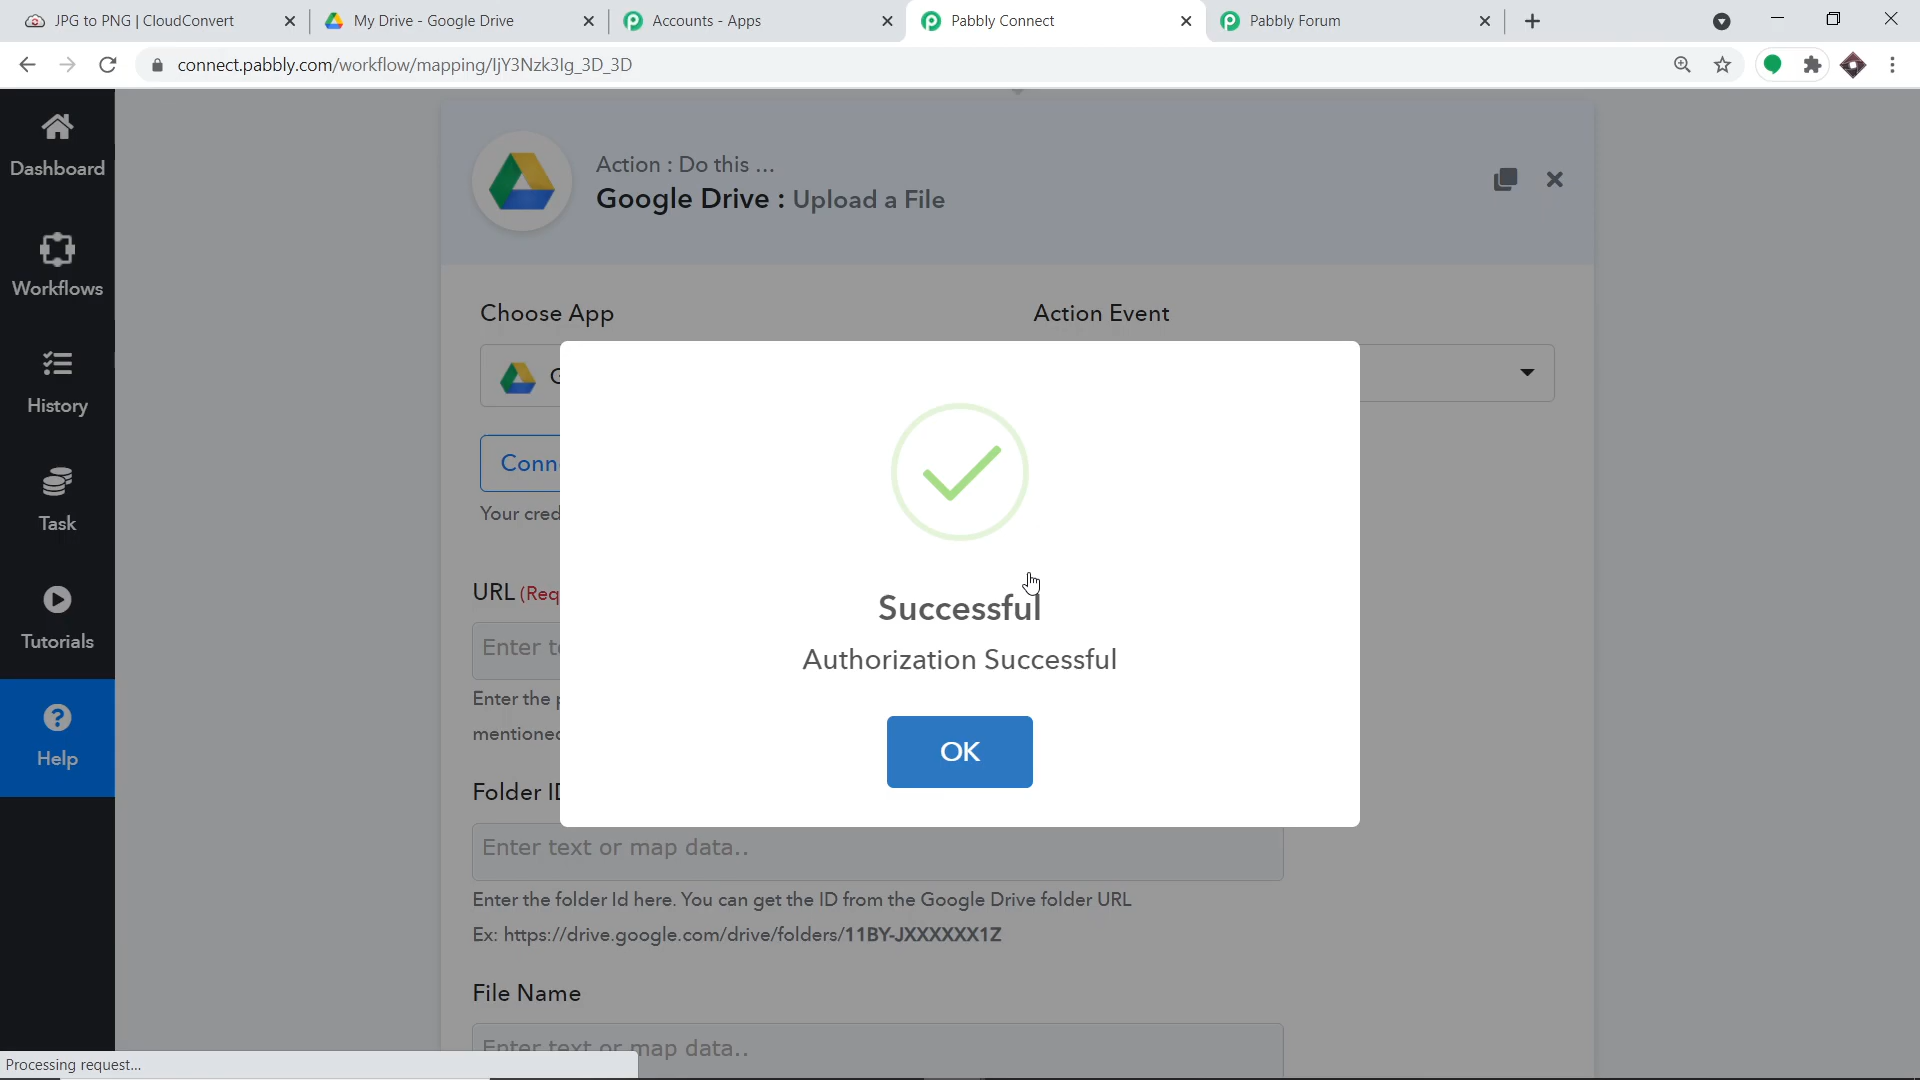 JPG to PNG | CloudConvert
My Drive - Google Drive
Accounts - Apps
Pabbly Connect
Pabbly Forum
connect.pabbly.com/workflow/mapping/IjY3Nzk3Ig_3D_3D
Dashboard
Workflows
History
Task
Tutorials
Help
Action : Do this ...
Google Drive : Upload a File
Choose App
Action Event
G
Conn
Your cred
URL (Req
Enter t
Enter the
mentioned
Successful
Authorization Successful
OK
Folder ID
Enter text or map data..
Enter the folder Id here. You can get the ID from the Google Drive folder URL
Ex: https://drive.google.com/drive/folders/11BY-JXXXXXX1Z
File Name
Enter text or map data..
Processing request...